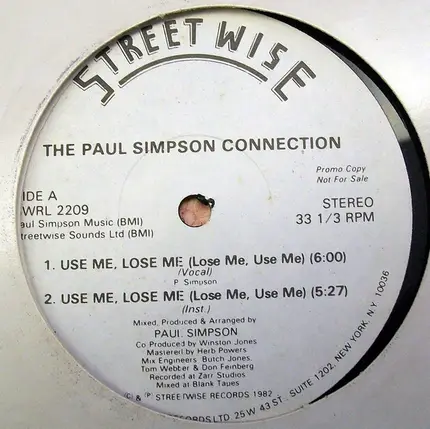 STREETWISE
THE PAUL SIMPSON CONNECTION
Promo Copy
Not For Sale
IDE A
WRL 2209
aul Simpson Music (BMI)
treetwise Sounds Ltd (BMI)
STEREO
33 1/3 RPM
1. USE ME, LOSE ME (Lose Me, Use Me) (6:00)
(Vocal)
P Simpson
2. USE ME, LOSE ME (Lose Me, Use Me) (5:27)
(Inst.)
Mixed, Produced & Arranged by
PAUL SIMPSON
Co Produced by Winston Jones
Mastered by Herb Powers
Mix Engineers Butch Jones,
Tom Webber & Don Feinberg
Recorded at Zarr Studios
Mixed at Blank Tapes
© & ℗ STREETWISE RECORDS 1982
RECORDS LTD. 25 W 43 ST. SUITE 1202, NEW YORK, N.Y. 10036